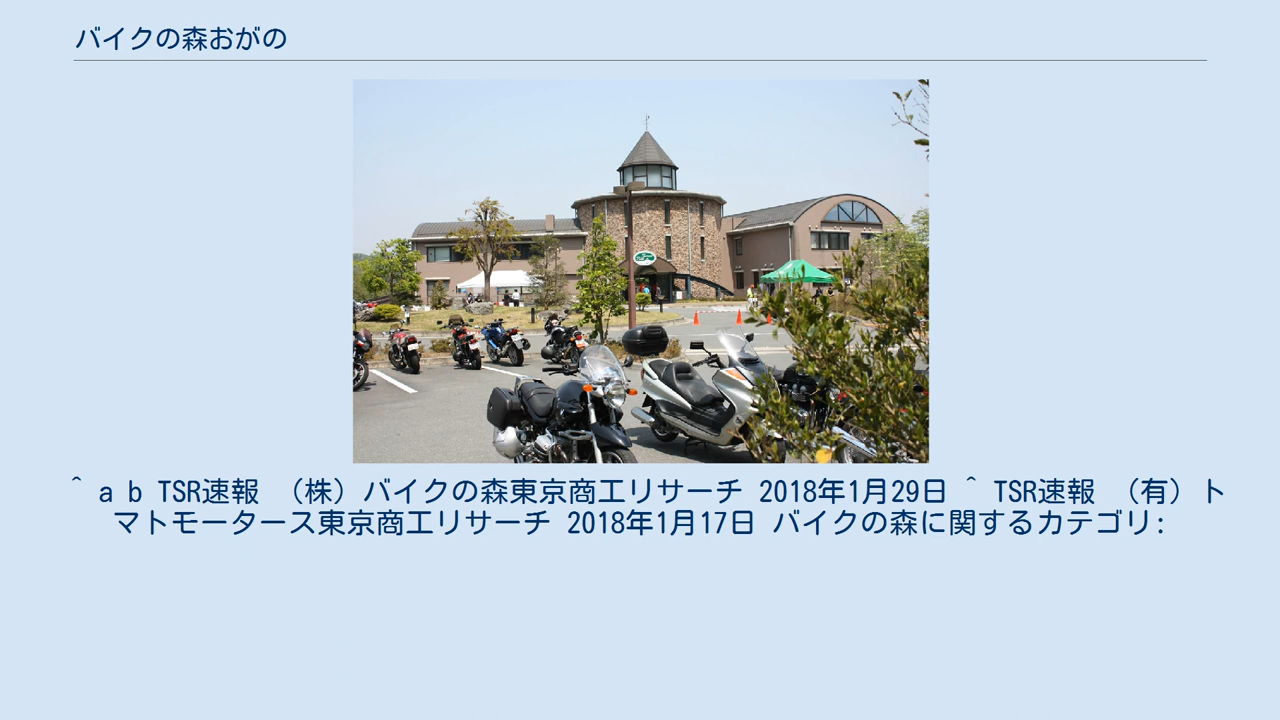 バイクの森おがの
^ a b TSR速報 （株）バイクの森東京商工リサーチ 2018年1月29日 ^ TSR速報 （有）ト
マトモータース東京商工リサーチ 2018年1月17日 バイクの森に関するカテゴリ: